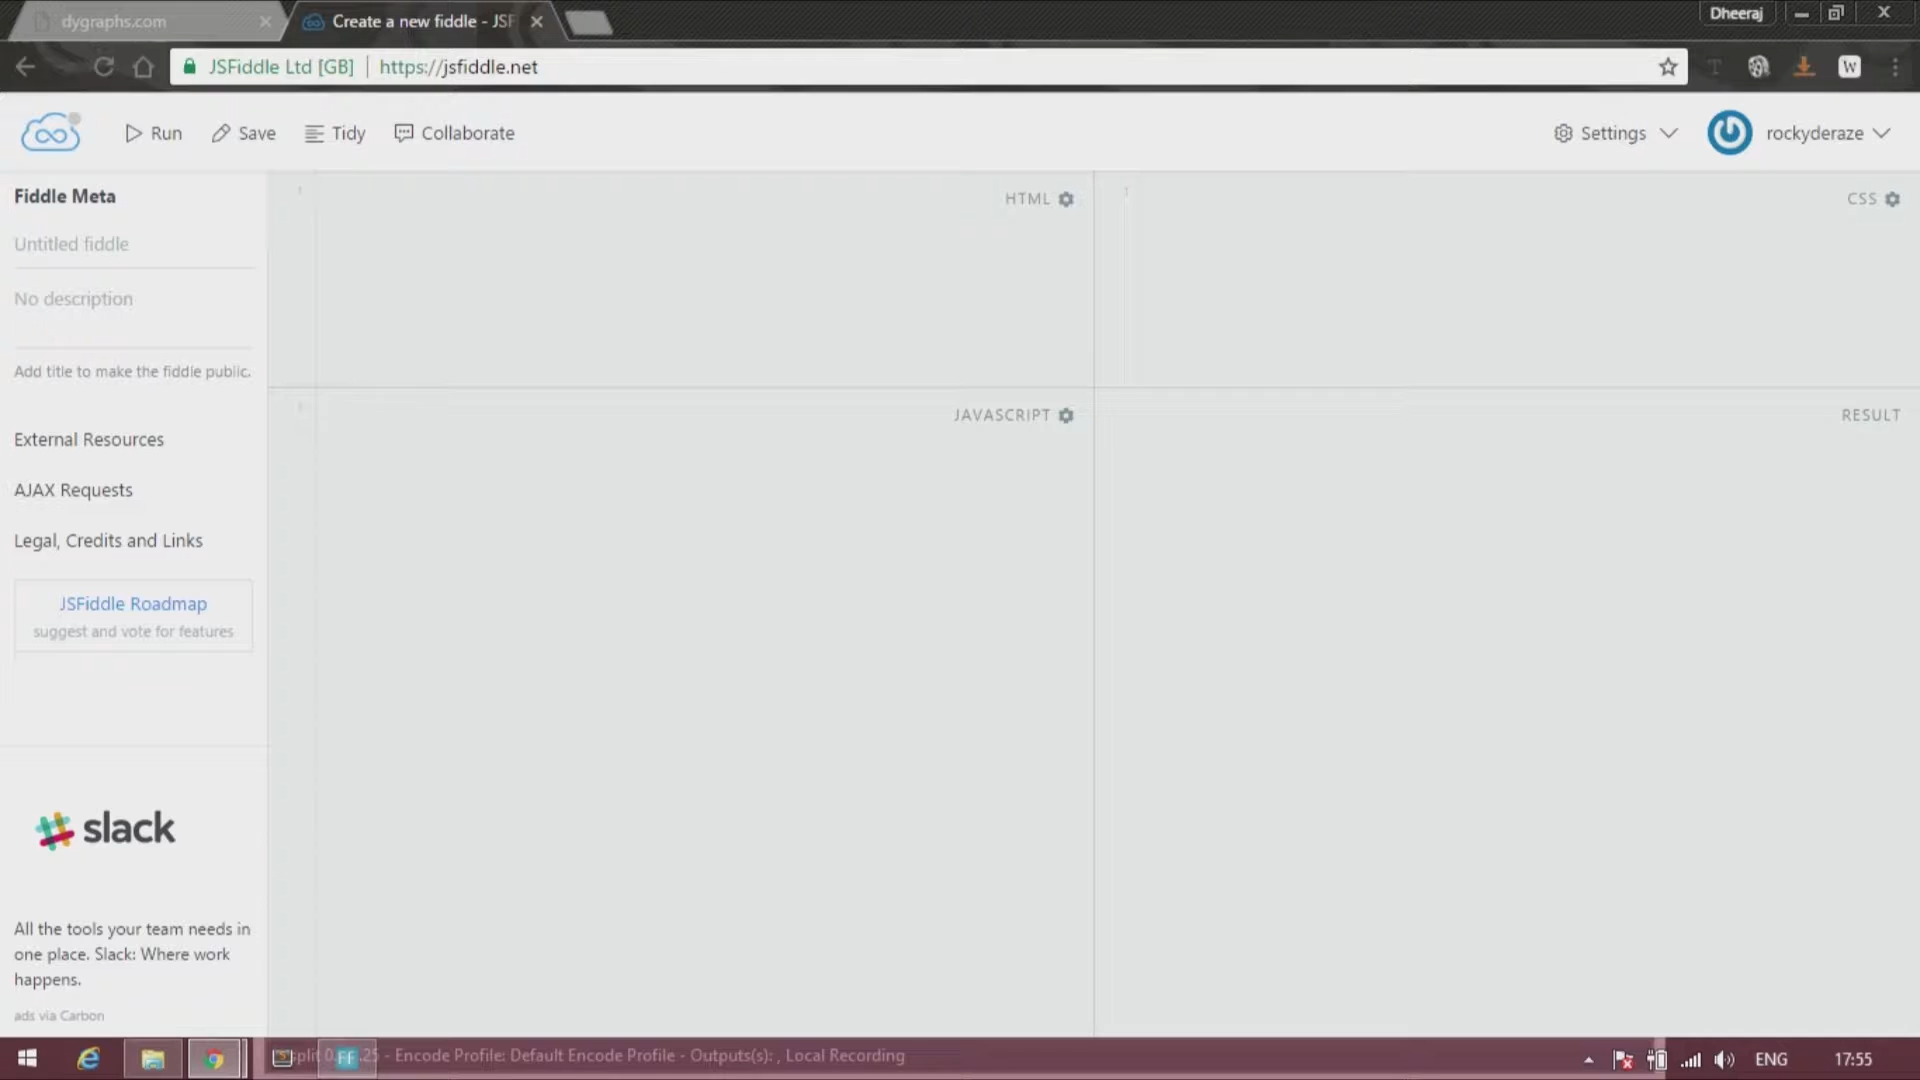 dygraphs.com
Create a new fiddle - JSF
Dheeraj
JSFiddle Ltd [GB] https://jsfiddle.net
T
W
Run Save Tidy Collaborate Settings rockyderaze
Fiddle Meta
Untitled fiddle
No description
Add title to make the fiddle public.
External Resources
AJAX Requests
Legal, Credits and Links
JSFiddle Roadmap
suggest and vote for features
slack
All the tools your team needs in
one place. Slack: Where work
happens.
ads via Carbon
1
HTML
1
CSS
1
JAVASCRIPT
RESULT
FF
- Encode Profile: Default Encode Profile - Outputs(s): , Local Recording
ENG
17:55